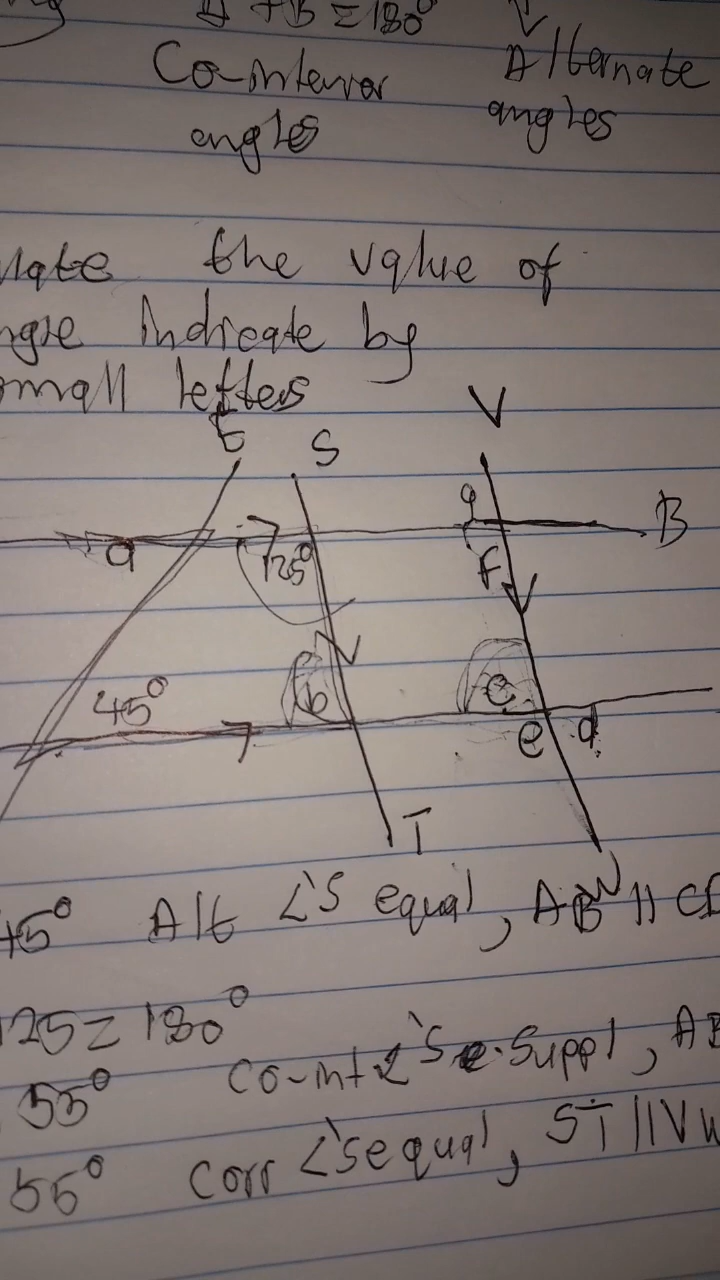 A + B = 180°
Co-interior Alternate
angles angles
late the value of
ngle indicate by
small letters
E S V
g B
a 125° f
45° b c
e d
T W
45° Alt ∠'s equal, AB // CD
125 = 180°
55° Co-int ∠'s Suppl, AB
55° Corr ∠'s equal, ST // VW